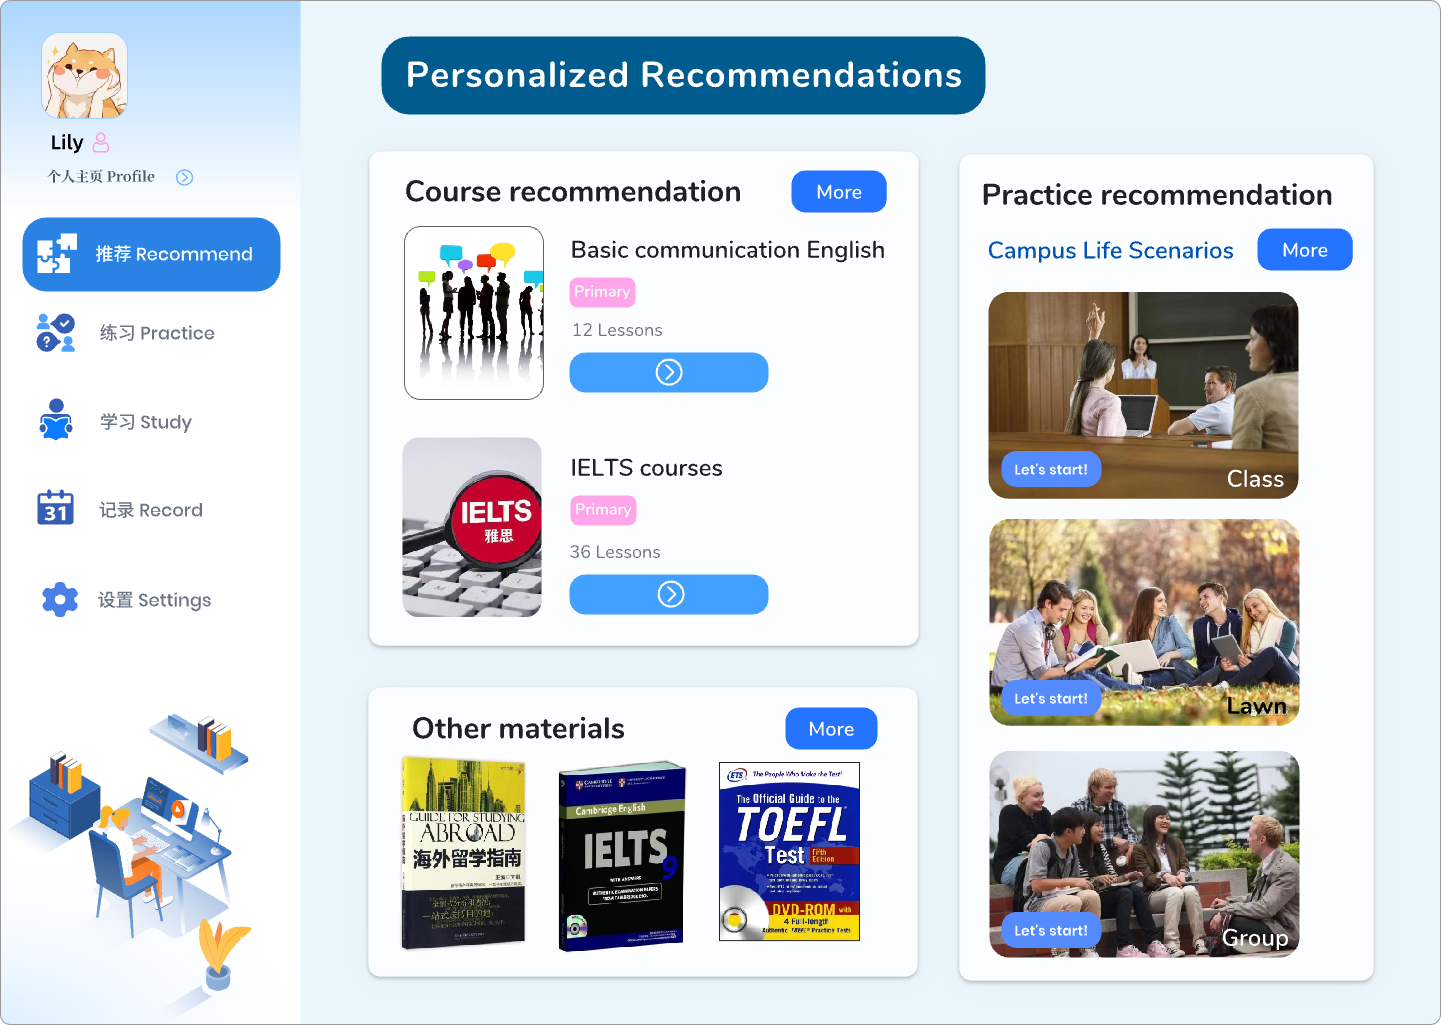 Lily
个人主页 Profile
推荐 Recommend
练习 Practice
学习 Study
31
记录 Record
设置 Settings
Personalized Recommendations
Course recommendation
More
Basic communication English
Primary
12 Lessons
IELTS
雅思
IELTS courses
Primary
36 Lessons
Other materials
More
GUIDE FOR STUDYING
ABROAD
海外留学指南
Cambridge English
IELTS
9
WITH ANSWERS
AUTHENTIC EXAMINATION PAPERS
ETS
The People Who Make the Test!
The Official Guide to the
TOEFL
Test
Fifth
Edition
DVD-ROM with
4 Full-length
Authentic TOEFL Practice Tests
Practice recommendation
Campus Life Scenarios
More
Let's start!
Class
Let's start!
Lawn
Let's start!
Group